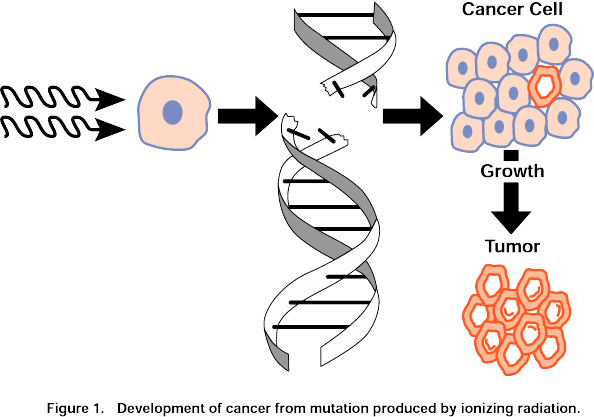 Cancer Cell
Growth
Tumor
Figure 1. Development of cancer from mutation produced by ionizing radiation.